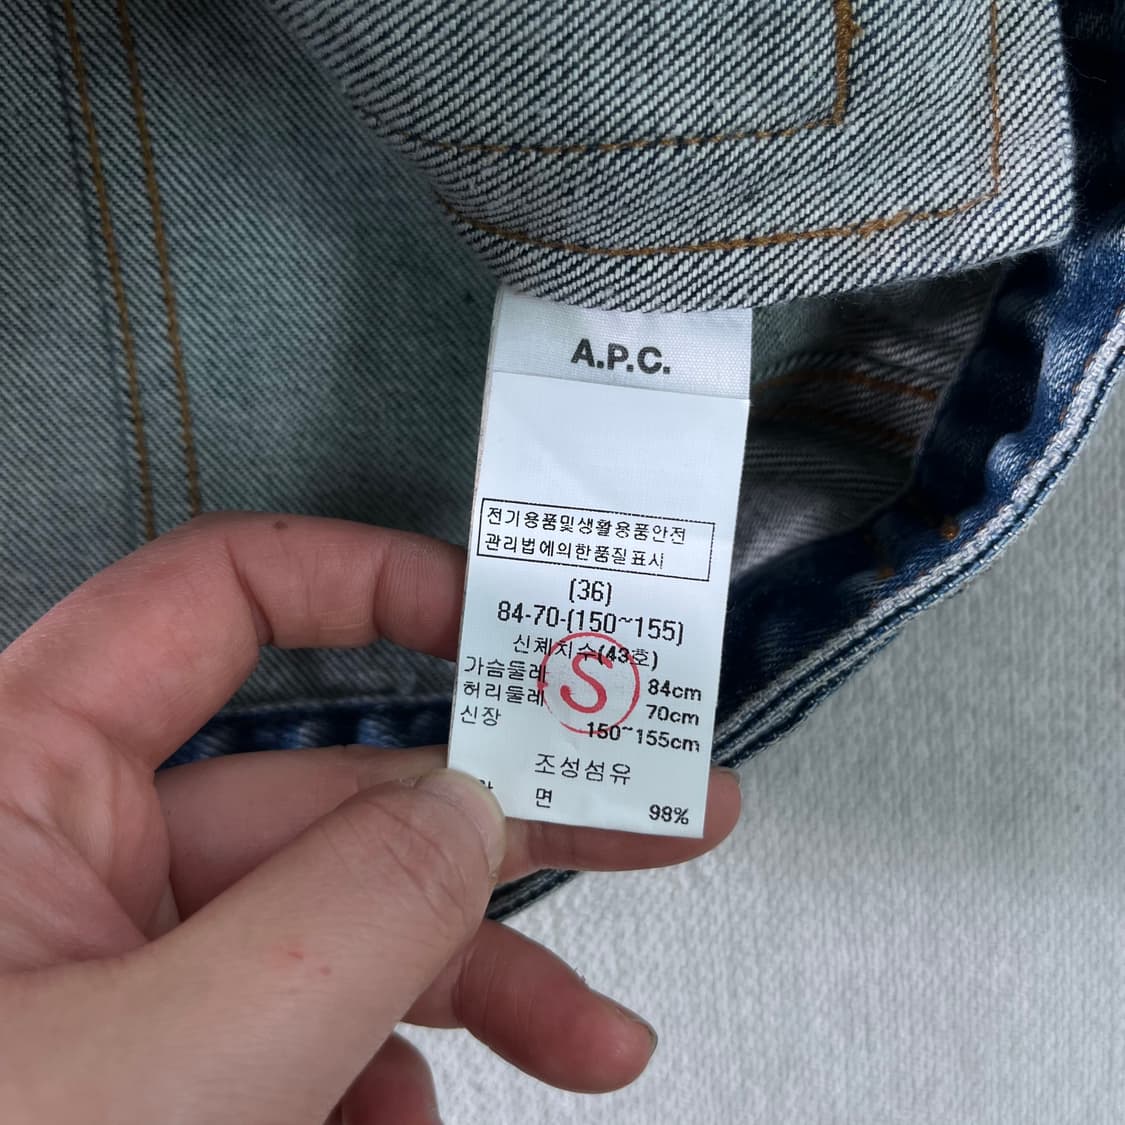 A.P.C.
전기용품및생활용품안전
관리법에의한품질표시
(36)
84-70-(150~155)
신체치수(43호)
가슴둘레 84cm
허리둘레 70cm
신장 150~155cm
S
조성섬유
면 98%